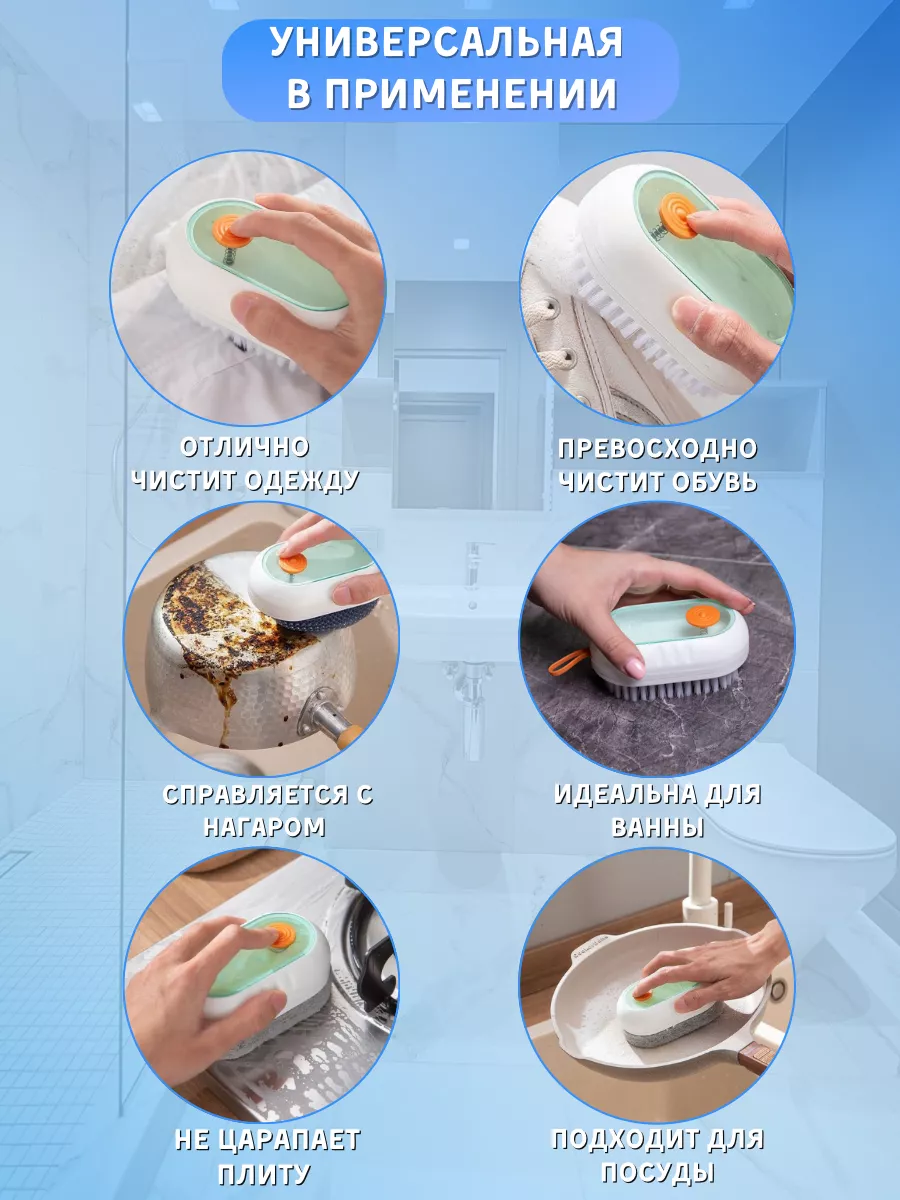 УНИВЕРСАЛЬНАЯ
В ПРИМЕНЕНИИ
ОТЛИЧНО
ЧИСТИТ ОДЕЖДУ
ПРЕВОСХОДНО
ЧИСТИТ ОБУВЬ
СПРАВЛЯЕТСЯ С
НАГАРОМ
ИДЕАЛЬНА ДЛЯ
ВАННЫ
НЕ ЦАРАПАЕТ
ПЛИТУ
ПОДХОДИТ ДЛЯ
ПОСУДЫ